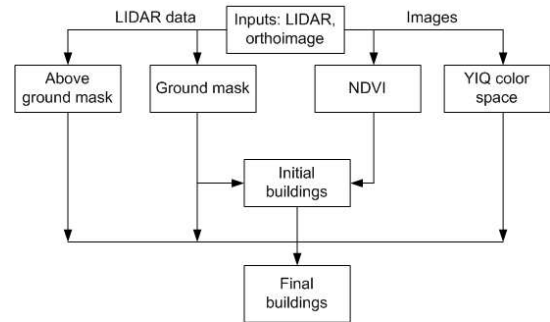 LIDAR data
Inputs: LIDAR,
orthoimage
Images
Above
ground mask
Ground mask
NDVI
YIQ color
space
Initial
buildings
Final
buildings